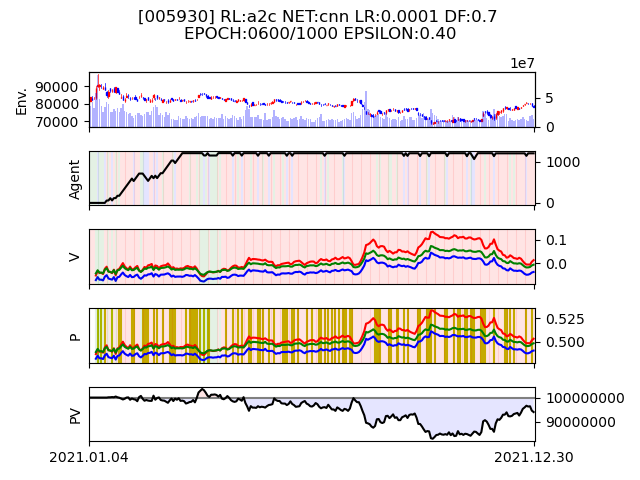 [005930] RL:a2c NET:cnn LR:0.0001 DF:0.7
EPOCH:0600/1000 EPSILON:0.40
1e7
Env.
90000
80000
70000
5
0
Agent
1000
0
V
0.1
0.0
P
0.525
0.500
PV
100000000
90000000
2021.01.04
2021.12.30